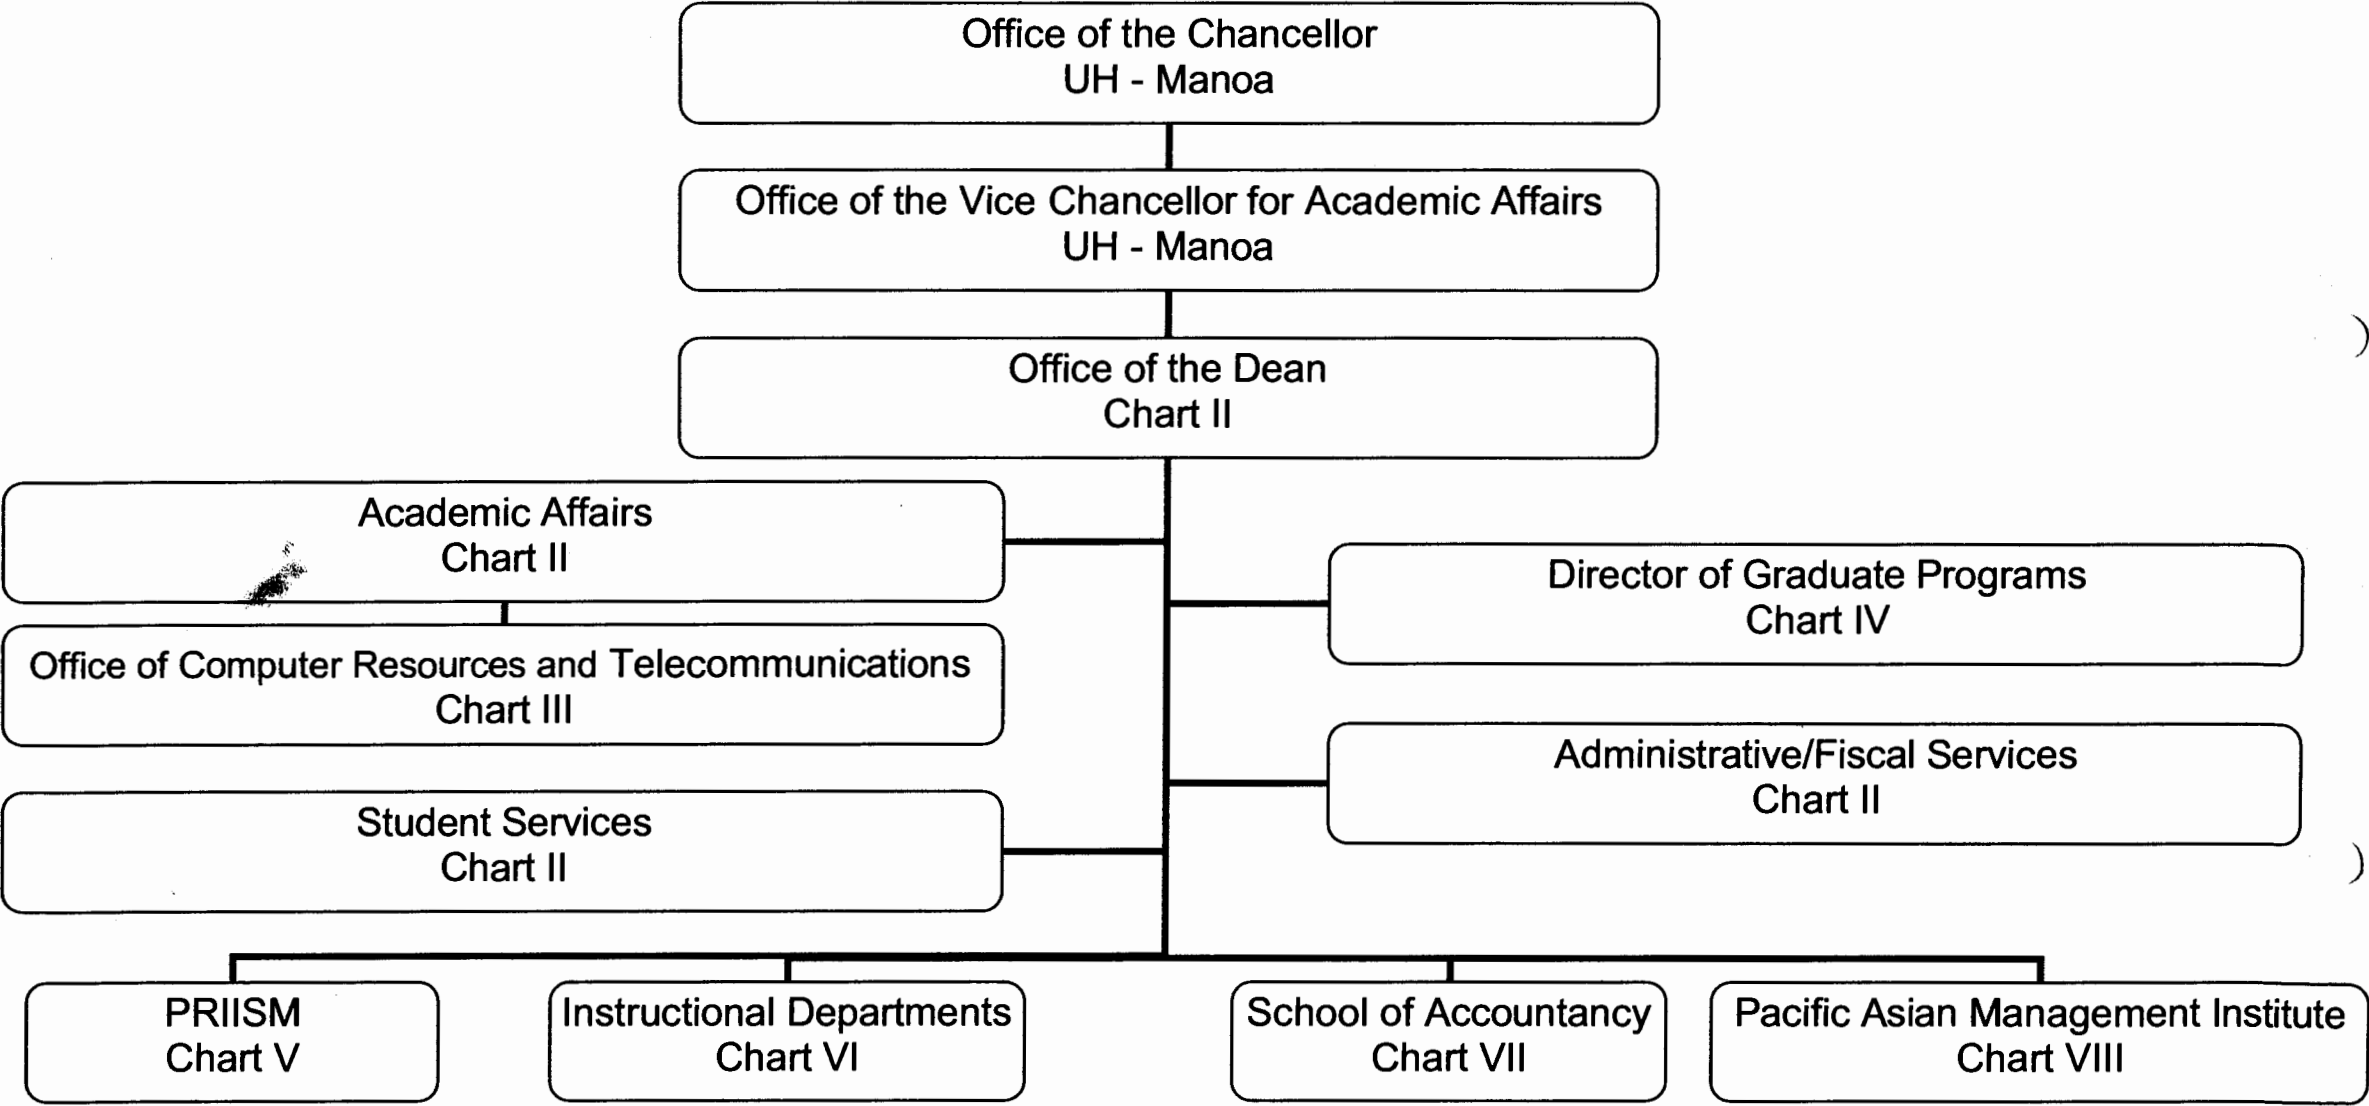 Office of the Chancellor
UH - Manoa
Office of the Vice Chancellor for Academic Affairs
UH - Manoa
Office of the Dean
Chart II
Academic Affairs
Chart II
Director of Graduate Programs
Chart IV
Office of Computer Resources and Telecommunications
Chart III
Administrative/Fiscal Services
Chart II
Student Services
Chart II
PRIISM
Chart V
Instructional Departments
Chart VI
School of Accountancy
Chart VII
Pacific Asian Management Institute
Chart VIII